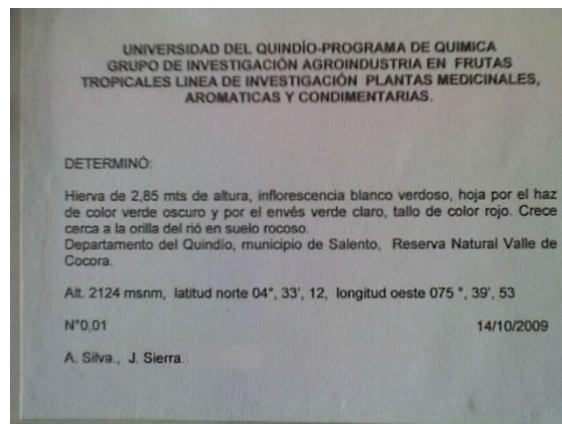 UNIVERSIDAD DEL QUINDÍO-PROGRAMA DE QUIMICA
GRUPO DE INVESTIGACIÓN AGROINDUSTRIA EN FRUTAS
TROPICALES LINEA DE INVESTIGACIÓN PLANTAS MEDICINALES,
AROMATICAS Y CONDIMENTARIAS.
DETERMINÓ:
Hierva de 2,85 mts de altura, inflorescencia blanco verdoso, hoja por el haz
de color verde oscuro y por el envés verde claro, tallo de color rojo. Crece
cerca a la orilla del rió en suelo rocoso.
Departamento del Quindío, municipio de Salento, Reserva Natural Valle de
Cocora.
Alt. 2124 msnm, latitud norte 04°, 33', 12, longitud oeste 075 °, 39', 53
N°0,01 14/10/2009
A. Silva., J. Sierra.